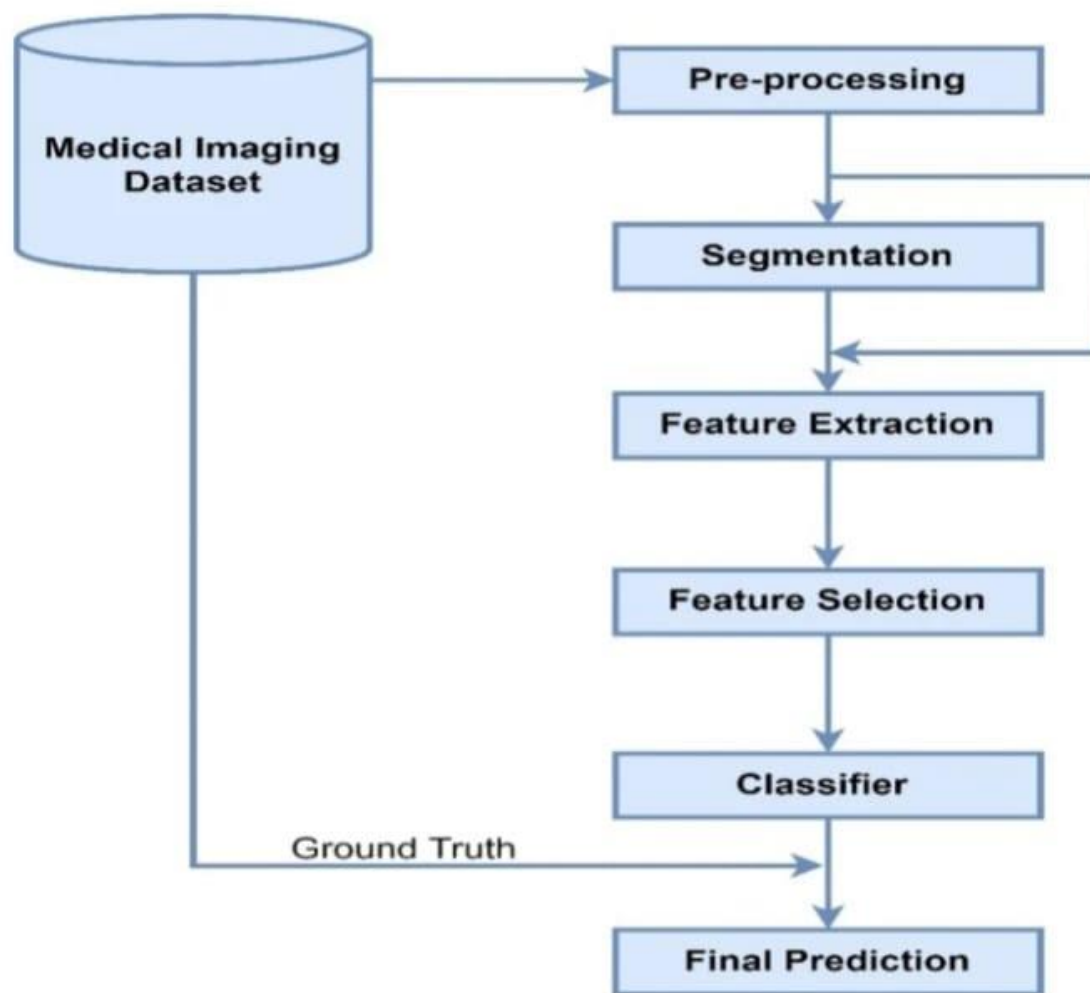 Medical Imaging
Dataset
Pre-processing
Segmentation
Feature Extraction
Feature Selection
Classifier
Ground Truth
Final Prediction